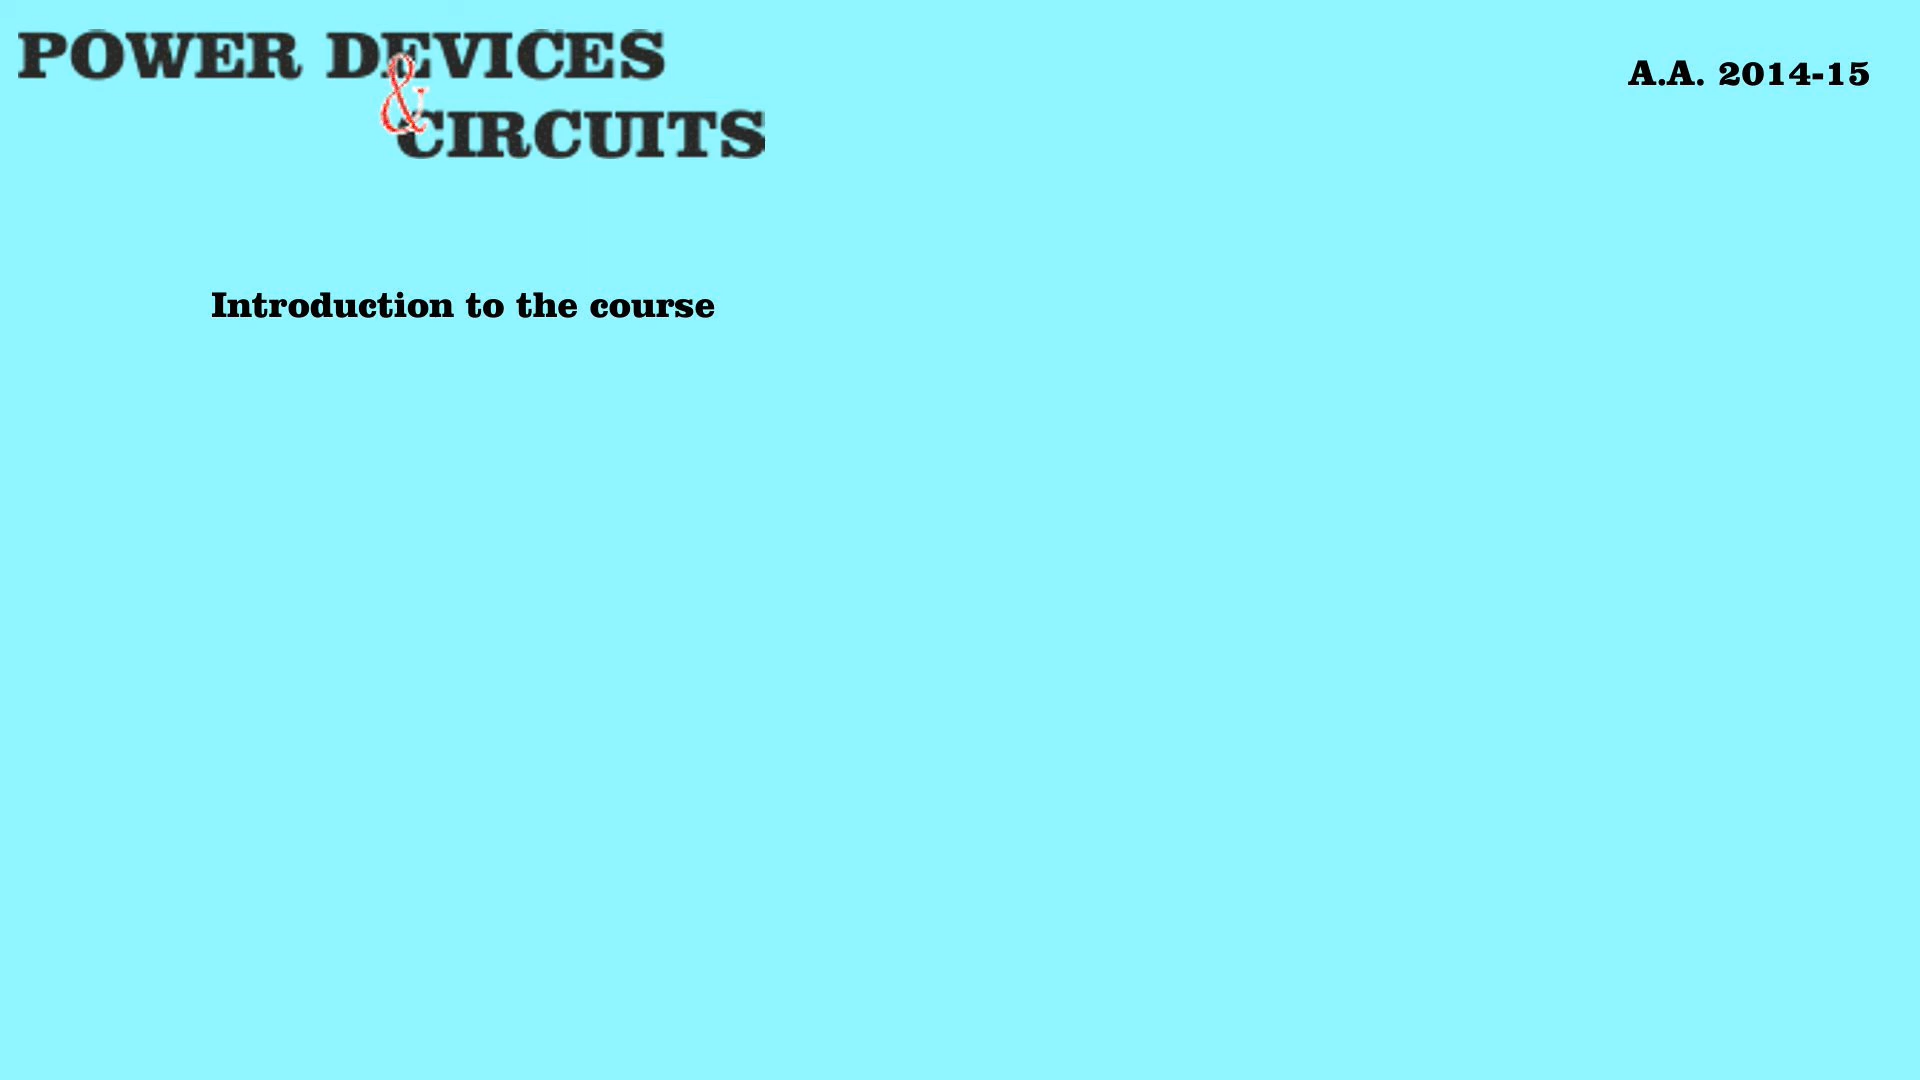 POWER DEVICES
&
CIRCUITS
A.A. 2014-15
Introduction to the course